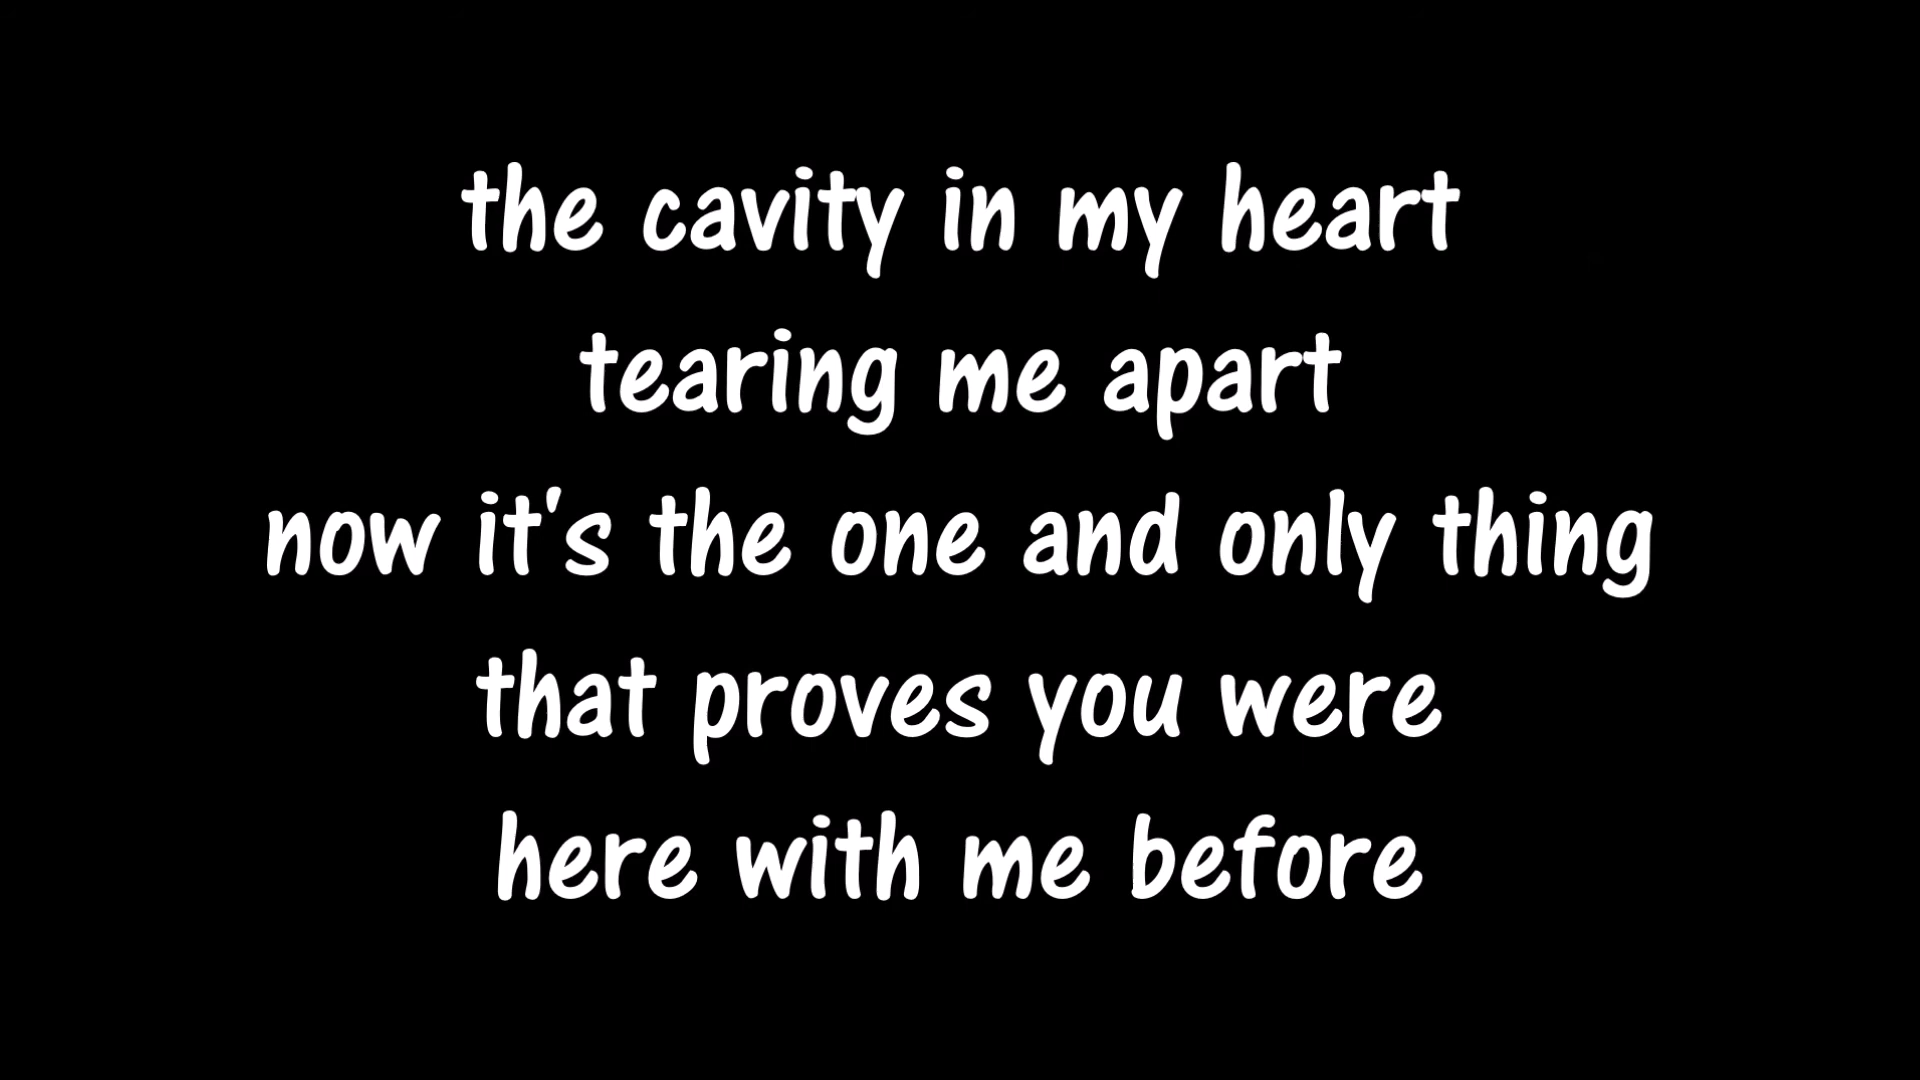 the cavity in my heart
tearing me apart
now it's the one and only thing
that proves you were
here with me before